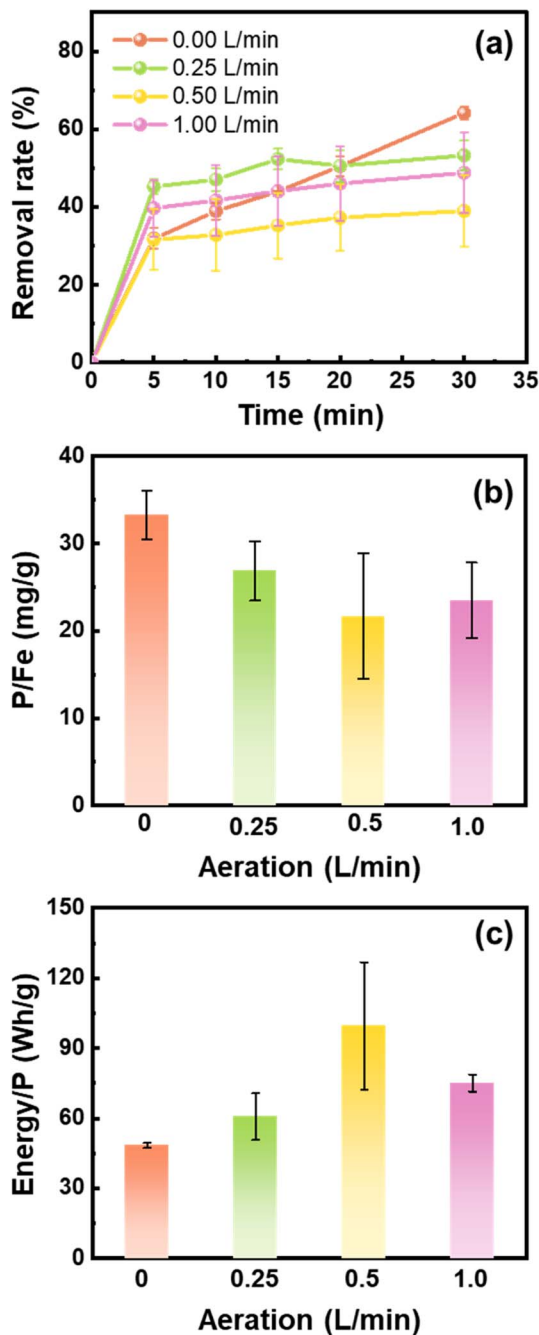 (a)
0.00 L/min
0.25 L/min
0.50 L/min
1.00 L/min
Removal rate (%)
80
60
40
20
0
0 5 10 15 20 25 30 35
Time (min)
(b)
P/Fe (mg/g)
40
30
20
10
0
0 0.25 0.5 1.0
Aeration (L/min)
(c)
Energy/P (Wh/g)
150
120
90
60
30
0
0 0.25 0.5 1.0
Aeration (L/min)